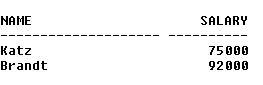 NAME                     SALARY
-------------------- ----------
Katz                      75000
Brandt                    92000